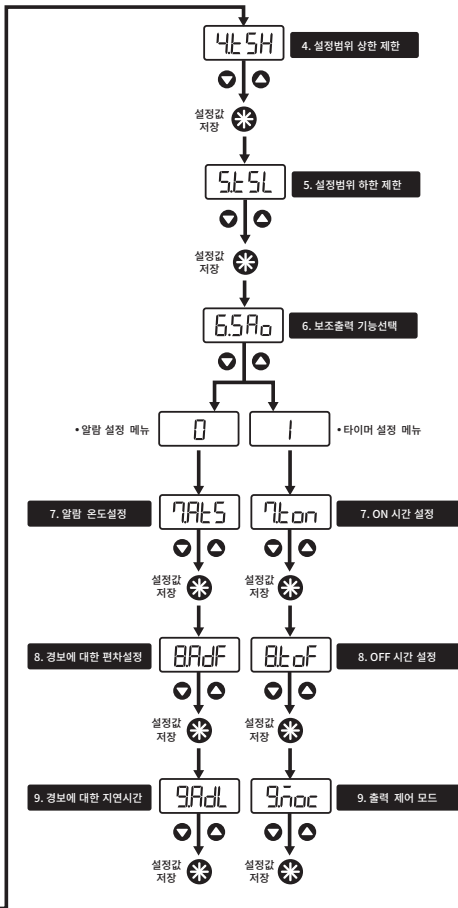 4.tSH
4. 설정범위 상한 제한
설정값
저장
5.tSL
5. 설정범위 하한 제한
설정값
저장
6.SAo
6. 보조출력 기능선택
• 알람 설정 메뉴
0
1
• 타이머 설정 메뉴
7. 알람 온도설정
7.AtS
7.ton
7. ON 시간 설정
설정값
저장
설정값
저장
8. 경보에 대한 편차설정
8.AdF
8.toF
8. OFF 시간 설정
설정값
저장
설정값
저장
9. 경보에 대한 지연시간
9.AdL
9.moc
9. 출력 제어 모드
설정값
저장
설정값
저장